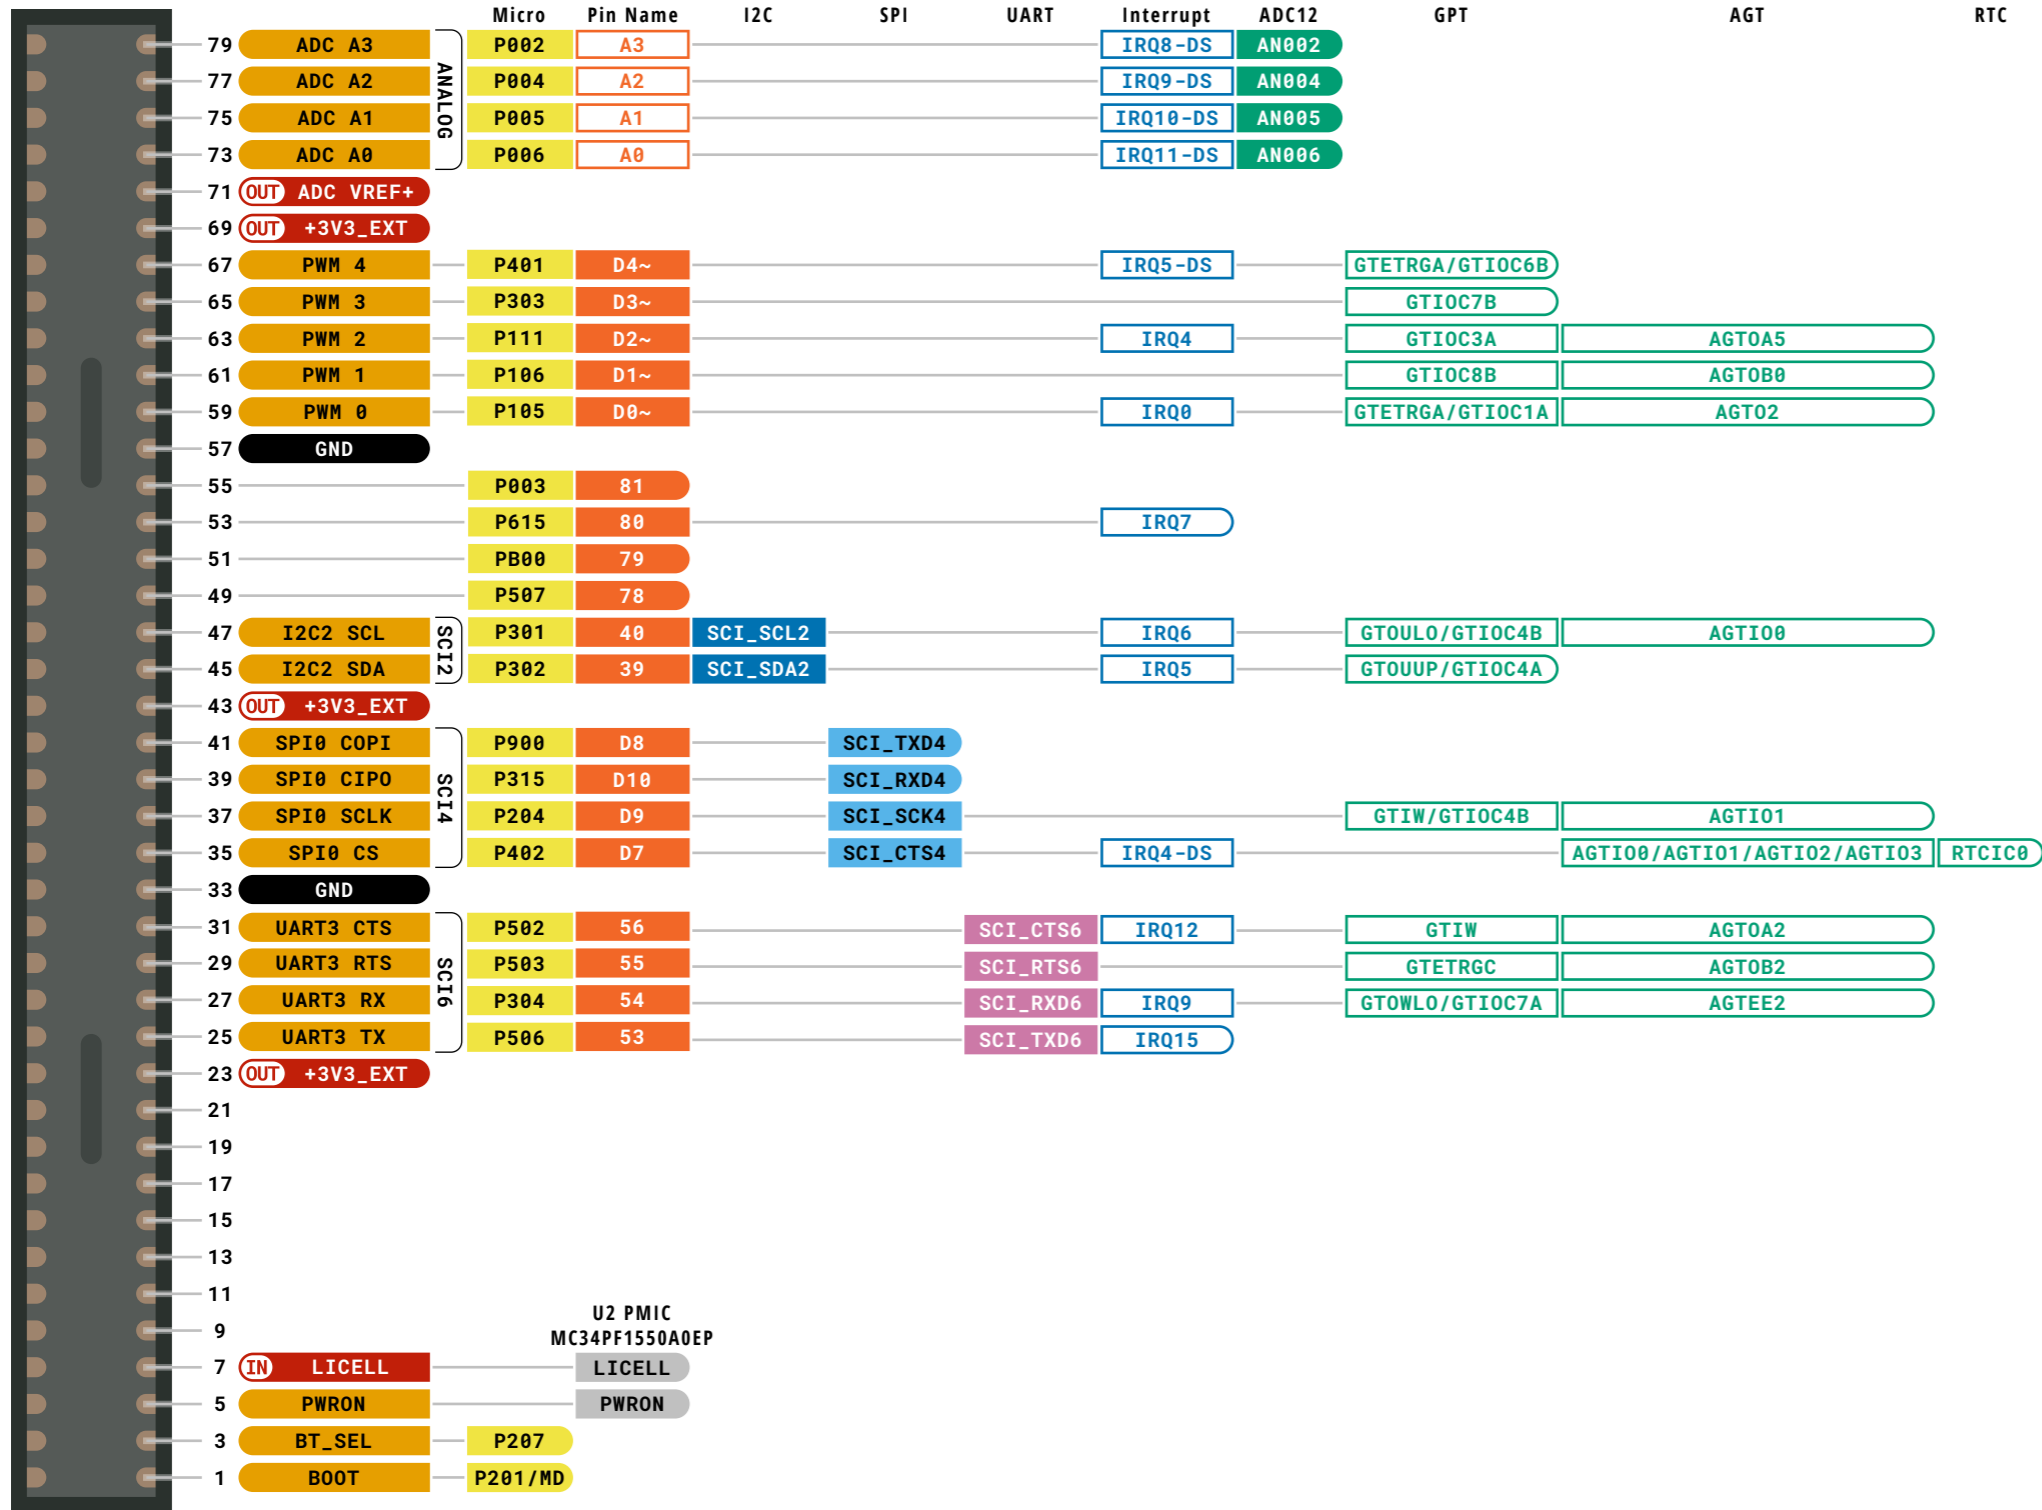 Micro Pin Name I2C SPI UART Interrupt ADC12 GPT AGT RTC
79 ADC A3 P002 A3 IRQ8-DS AN002
77 ADC A2 P004 A2 IRQ9-DS AN004
ANALOG
75 ADC A1 P005 A1 IRQ10-DS AN005
73 ADC A0 P006 A0 IRQ11-DS AN006
71 OUT ADC VREF+
69 OUT +3V3_EXT
67 PWM 4 P401 D4~ IRQ5-DS GTETRGA/GTIOC6B
65 PWM 3 P303 D3~ GTIOC7B
63 PWM 2 P111 D2~ IRQ4 GTIOC3A AGTOA5
61 PWM 1 P106 D1~ GTIOC8B AGTOB0
59 PWM 0 P105 D0~ IRQ0 GTETRGA/GTIOC1A AGTO2
57 GND
55 P003 81
53 P615 80 IRQ7
51 PB00 79
49 P507 78
47 I2C2 SCL P301 40 SCI_SCL2 IRQ6 GTOULO/GTIOC4B AGTIO0
SCI2
45 I2C2 SDA P302 39 SCI_SDA2 IRQ5 GTOUUP/GTIOC4A
43 OUT +3V3_EXT
41 SPI0 COPI P900 D8 SCI_TXD4
39 SPI0 CIPO P315 D10 SCI_RXD4
SCI4
37 SPI0 SCLK P204 D9 SCI_SCK4 GTIW/GTIOC4B AGTIO1
35 SPI0 CS P402 D7 SCI_CTS4 IRQ4-DS AGTIO0/AGTIO1/AGTIO2/AGTIO3 RTCIC0
33 GND
31 UART3 CTS P502 56 SCI_CTS6 IRQ12 GTIW AGTOA2
29 UART3 RTS P503 55 SCI_RTS6 GTETRGC AGTOB2
SCI6
27 UART3 RX P304 54 SCI_RXD6 IRQ9 GTOWLO/GTIOC7A AGTEE2
25 UART3 TX P506 53 SCI_TXD6 IRQ15
23 OUT +3V3_EXT
21
19
17
15
13
11
U2 PMIC
9
MC34PF1550A0EP
7 IN LICELL LICELL
5 PWRON PWRON
3 BT_SEL P207
1 BOOT P201/MD